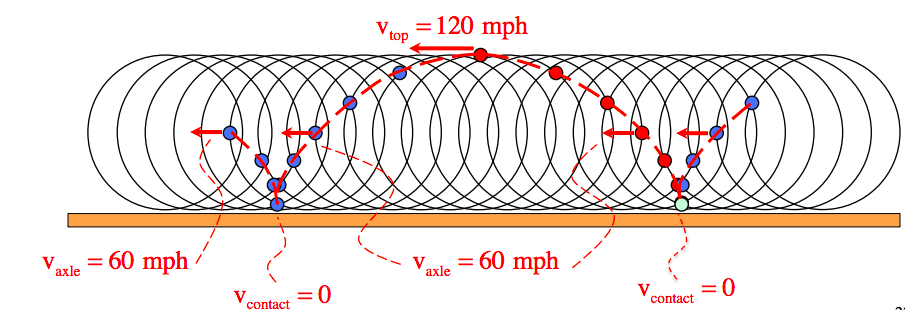 v_top = 120 mph
v_axle = 60 mph
v_axle = 60 mph
v_contact = 0
v_contact = 0